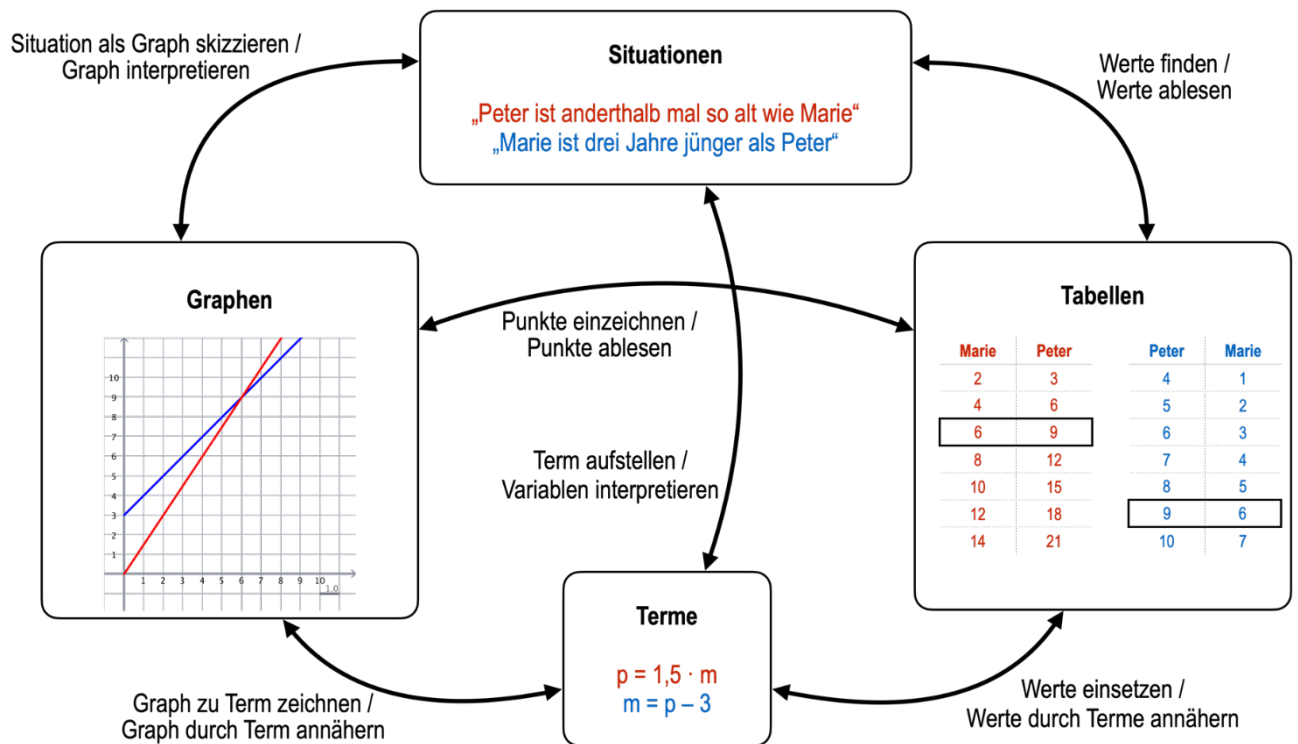 Situation als Graph skizzieren /
Graph interpretieren
Situationen
„Peter ist anderthalb mal so alt wie Marie“
„Marie ist drei Jahre jünger als Peter“
Werte finden /
Werte ablesen
Graphen
10
9
8
7
6
5
4
3
2
1
1 2 3 4 5 6 7 8 9 10
1.0
Punkte einzeichnen /
Punkte ablesen
Term aufstellen /
Variablen interpretieren
Tabellen
Marie Peter Peter Marie
2 3 4 1
4 6 5 2
6 9 6 3
8 12 7 4
10 15 8 5
12 18 9 6
14 21 10 7
Terme
p = 1,5 · m
m = p – 3
Graph zu Term zeichnen /
Graph durch Term annähern
Werte einsetzen /
Werte durch Terme annähern